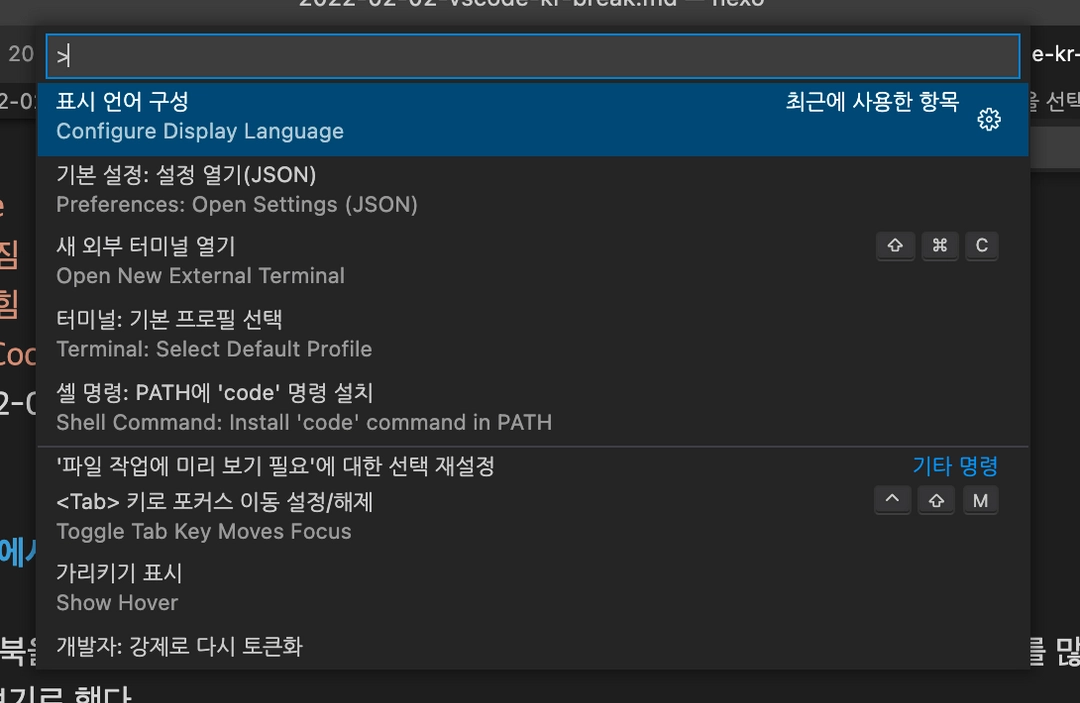 2022-02-02-vscode-kr-break.md — hexo
20
>
e-kr-
2-0
표시 언어 구성
최근에 사용한 항목
을 선택
Configure Display Language
기본 설정: 설정 열기(JSON)
Preferences: Open Settings (JSON)
e
새 외부 터미널 열기
⇧ ⌘ C
짐
Open New External Terminal
힘
터미널: 기본 프로필 선택
Terminal: Select Default Profile
Coc
셸 명령: PATH에 'code' 명령 설치
2-0
Shell Command: Install 'code' command in PATH
'파일 작업에 미리 보기 필요'에 대한 선택 재설정
기타 명령
<Tab> 키로 포커스 이동 설정/해제
^ ⇧ M
Toggle Tab Key Moves Focus
에서
가리키기 표시
Show Hover
북을
개발자: 강제로 다시 토큰화
를 많
기로 했다